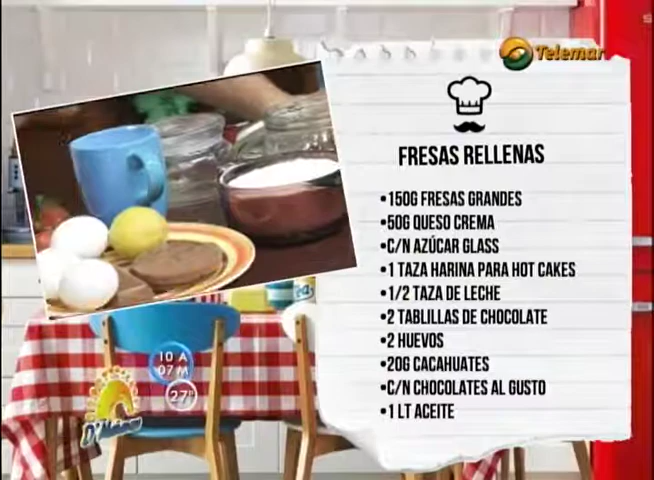 Telemar
FRESAS RELLENAS
•150G FRESAS GRANDES
•50G QUESO CREMA
•C/N AZÚCAR GLASS
•1 TAZA HARINA PARA HOT CAKES
•1/2 TAZA DE LECHE
•2 TABLILLAS DE CHOCOLATE
•2 HUEVOS
•20G CACAHUATES
•C/N CHOCOLATES AL GUSTO
•1 LT ACEITE
10 A
07 M
27°